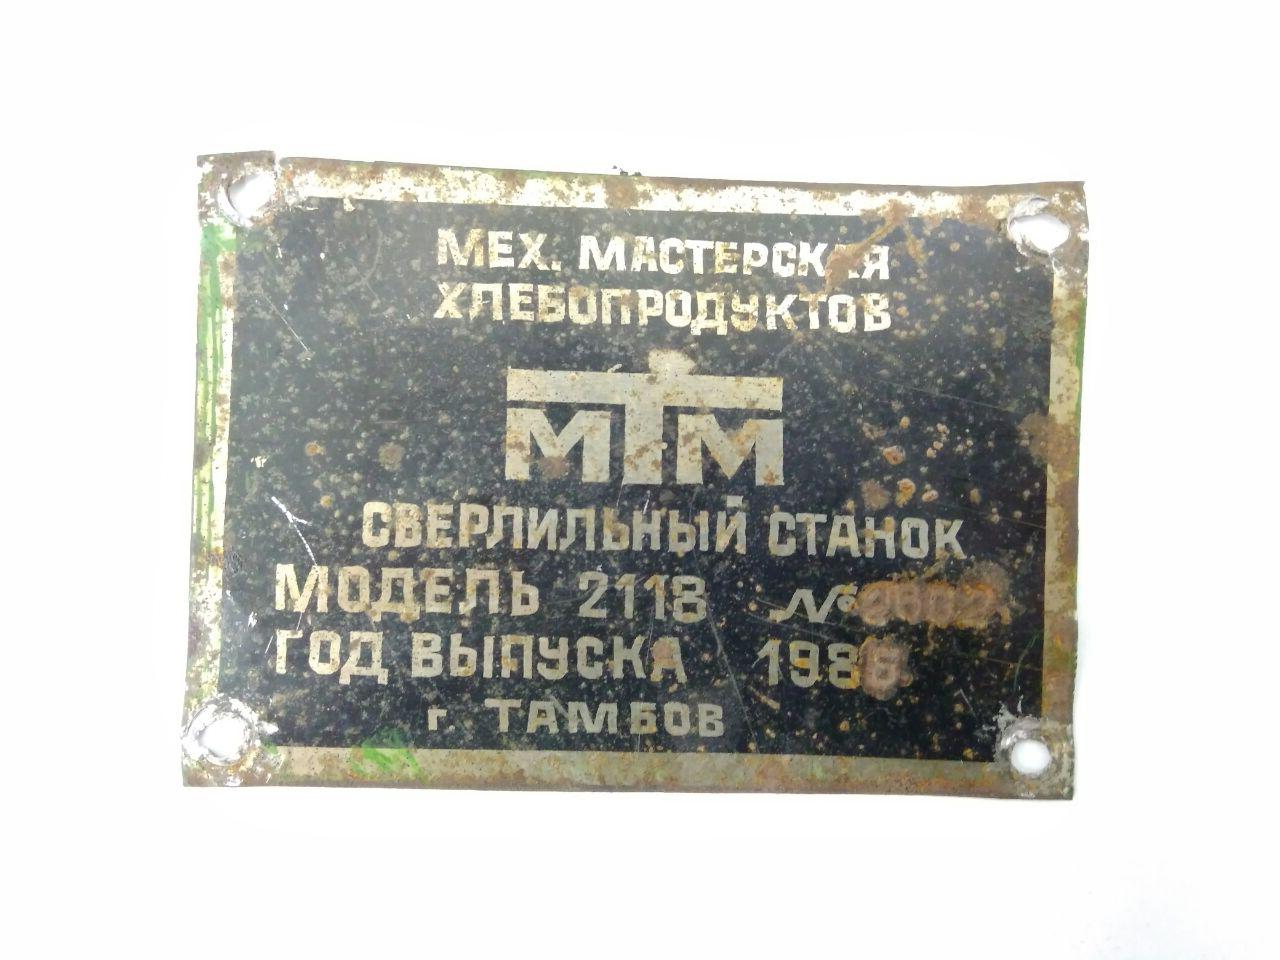 МЕХ. МАСТЕРСКАЯ
ХЛЕБОПРОДУКТОВ
МТМ
СВЕРЛИЛЬНЫЙ СТАНОК
МОДЕЛЬ 2118 №
ГОД ВЫПУСКА
г. ТАМБОВ